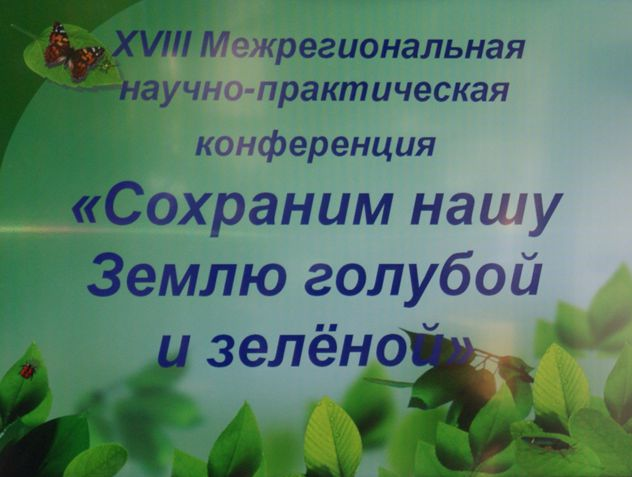 XVIII Межрегиональная
научно-практическая
конференция
«Сохраним нашу
Землю голубой
и зелёной»